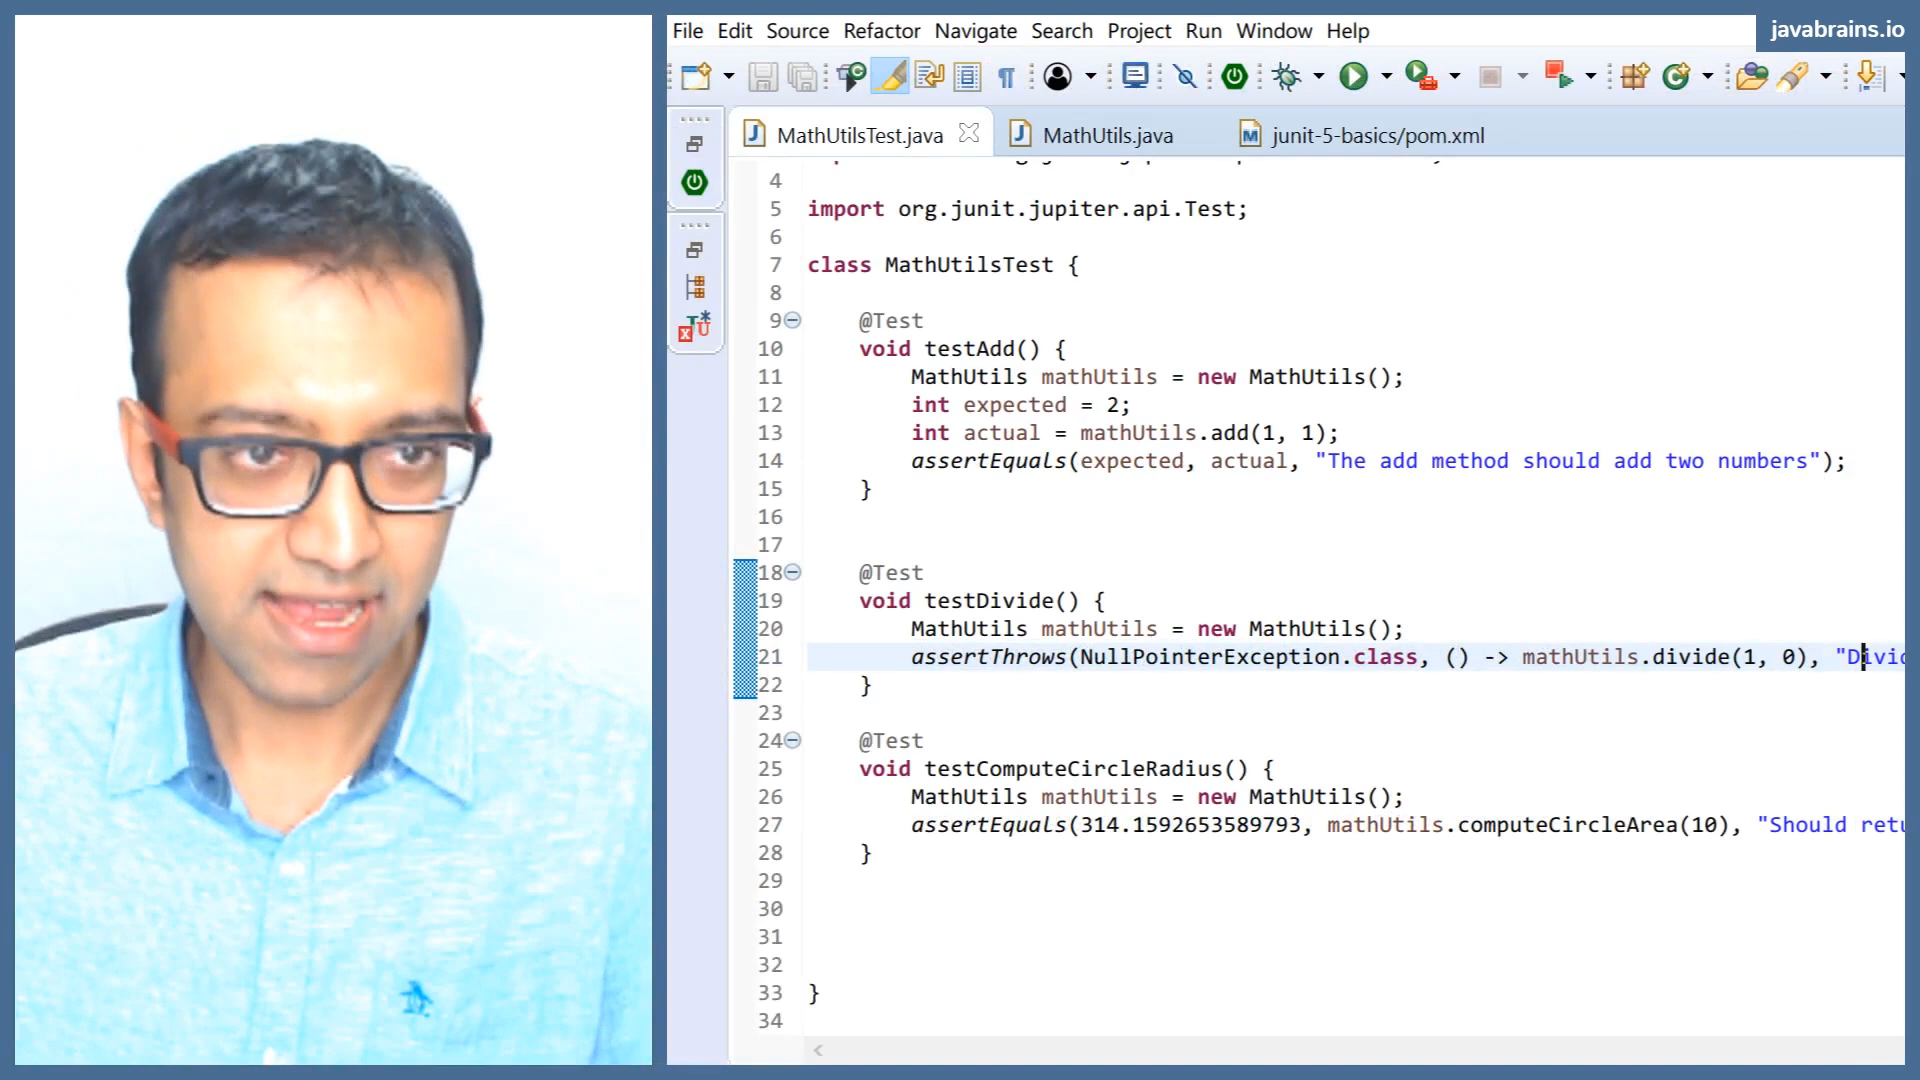 javabrains.io
File Edit Source Refactor Navigate Search Project Run Window Help
MathUtilsTest.java MathUtils.java junit-5-basics/pom.xml
4
5 import org.junit.jupiter.api.Test;
6
7 class MathUtilsTest {
8
9 @Test
10 void testAdd() {
11 MathUtils mathUtils = new MathUtils();
12 int expected = 2;
13 int actual = mathUtils.add(1, 1);
14 assertEquals(expected, actual, "The add method should add two numbers");
15 }
16
17
18 @Test
19 void testDivide() {
20 MathUtils mathUtils = new MathUtils();
21 assertThrows(NullPointerException.class, () -> mathUtils.divide(1, 0), "Divid
22 }
23
24 @Test
25 void testComputeCircleRadius() {
26 MathUtils mathUtils = new MathUtils();
27 assertEquals(314.1592653589793, mathUtils.computeCircleArea(10), "Should retu
28 }
29
30
31
32
33 }
34